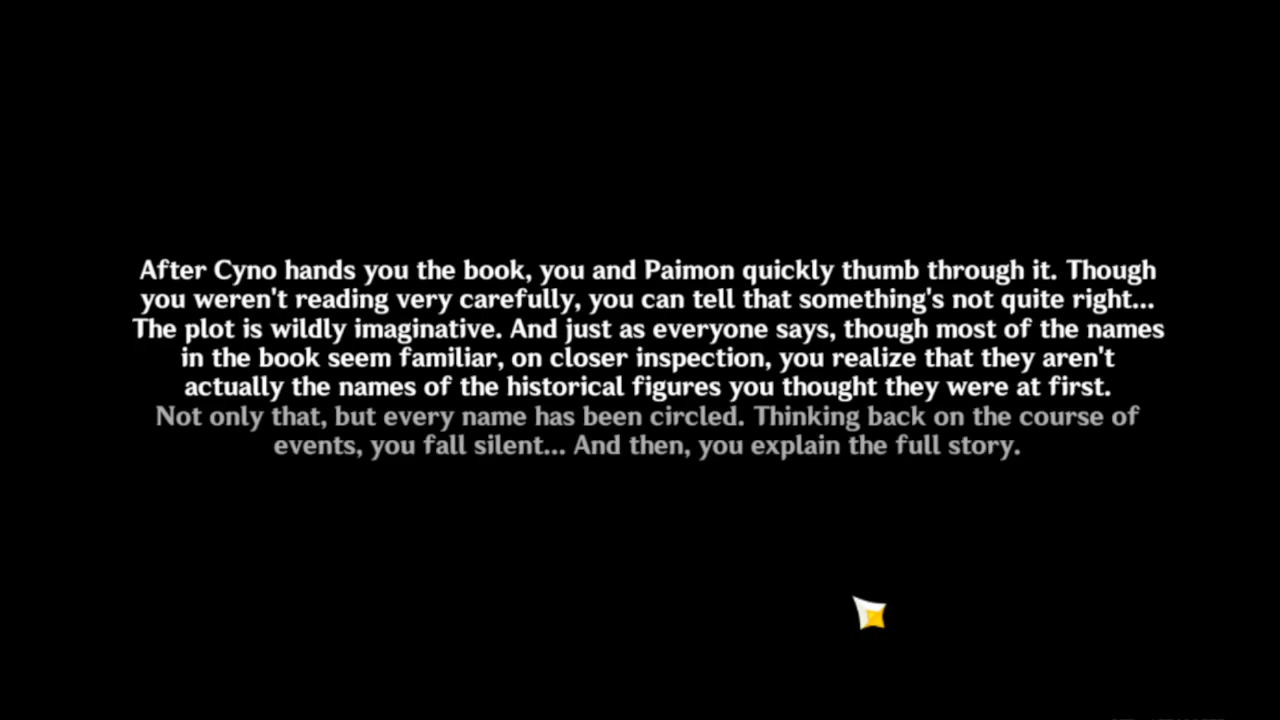 After Cyno hands you the book, you and Paimon quickly thumb through it. Though
you weren't reading very carefully, you can tell that something's not quite right...
The plot is wildly imaginative. And just as everyone says, though most of the names
in the book seem familiar, on closer inspection, you realize that they aren't
actually the names of the historical figures you thought they were at first.
Not only that, but every name has been circled. Thinking back on the course of
events, you fall silent... And then, you explain the full story.